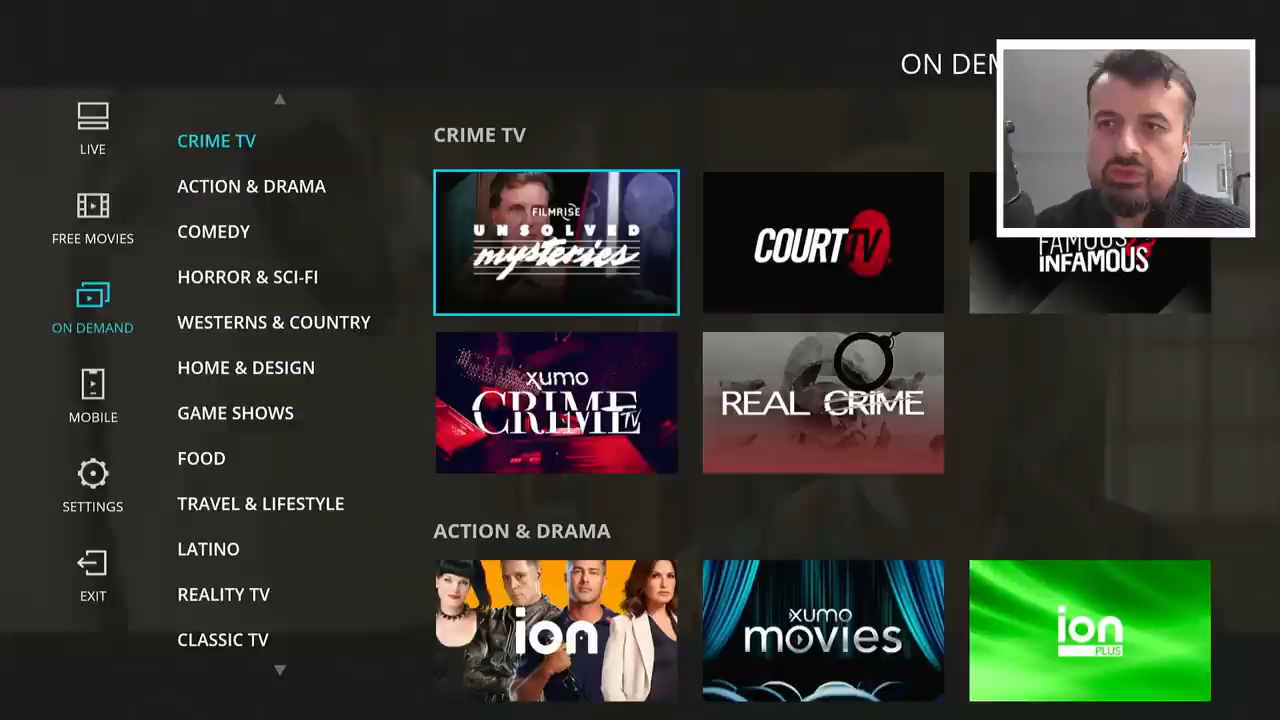 ON DEM
LIVE
FREE MOVIES
ON DEMAND
MOBILE
SETTINGS
EXIT
CRIME TV
ACTION & DRAMA
COMEDY
HORROR & SCI-FI
WESTERNS & COUNTRY
HOME & DESIGN
GAME SHOWS
FOOD
TRAVEL & LIFESTYLE
LATINO
REALITY TV
CLASSIC TV
CRIME TV
FILMRISE
UNSOLVED
mysteries
COURT TV
FAMOUS
INFAMOUS
xumo
CRIME TV
REAL CRIME
ACTION & DRAMA
ion
xumo
movies
ion
PLUS